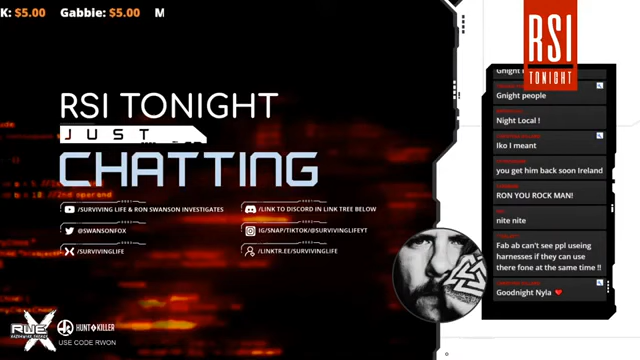 K: $5.00 Gabbie: $5.00 M
RSI
TONIGHT
RSI TONIGHT
JUST
CHATTING
/SURVIVING LIFE & RON SWANSON INVESTIGATES
/LINK TO DISCORD IN LINK TREE BELOW
@SWANSONFOX
IG/SNAP/TIKTOK/@SURVIVINGLIFEYT
/SURVIVINGLIFE
LINKTR.EE/SURVIVINGLIFE
HUNT A KILLER
USE CODE RWON
Gnight people
Night Local !
Iko I meant
you get him back soon Ireland
RON YOU ROCK MAN!
nite nite
Fab ab can't see ppl useing
harnesses if they can use
there fone at the same time !!
Goodnight Nyla